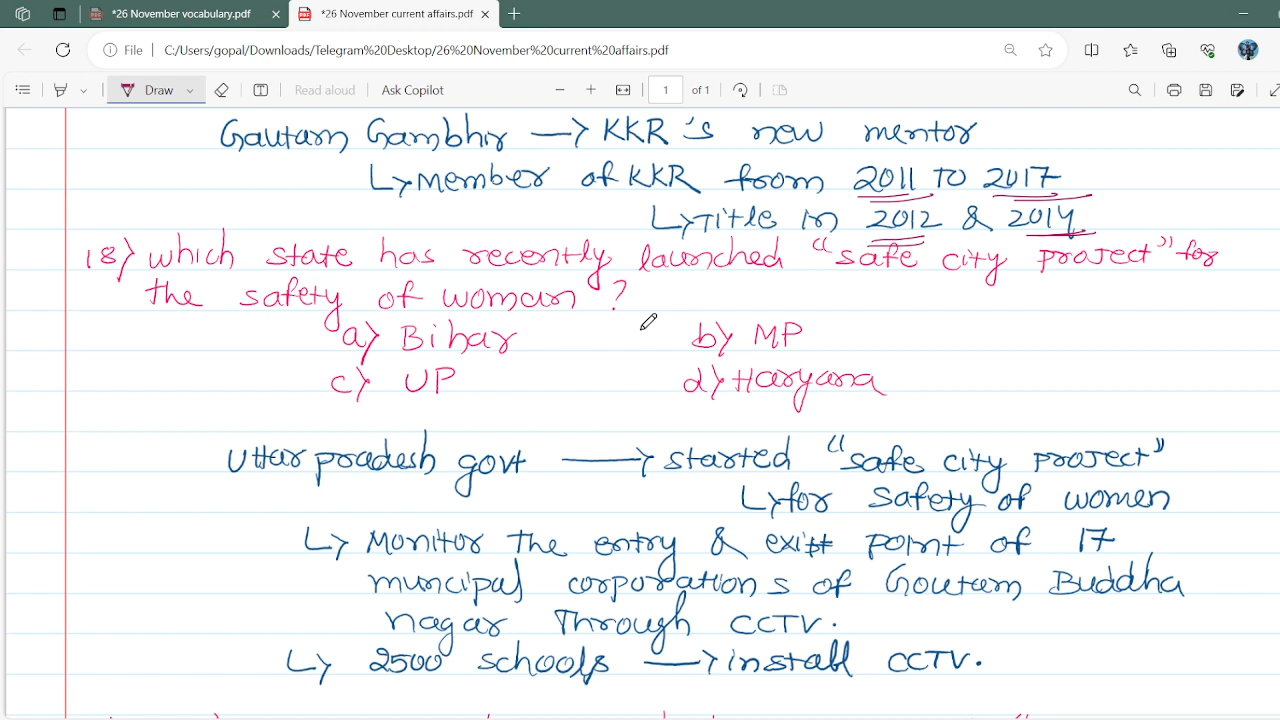 *26 November vocabulary.pdf
*26 November current affairs.pdf
File C:/Users/gopal/Downloads/Telegram%20Desktop/26%20November%20current%20affairs.pdf
Draw Read aloud Ask Copilot 1 of 1
Gautam Gambhir → KKR's new mentor
↳ Member of KKR from 2011 TO 2017
↳ Title in 2012 & 2014
18) which state has recently launched "safe city project" for
the safety of woman ?
a) Bihar b) MP
c) UP d) Haryana
Uttar pradesh govt → started "safe city project"
↳ for safety of women
↳ Monitor the entry & exist point of 17
muncipal corporations of Goutam Buddha
nagar Through CCTV.
↳ 2500 schools → install CCTV.